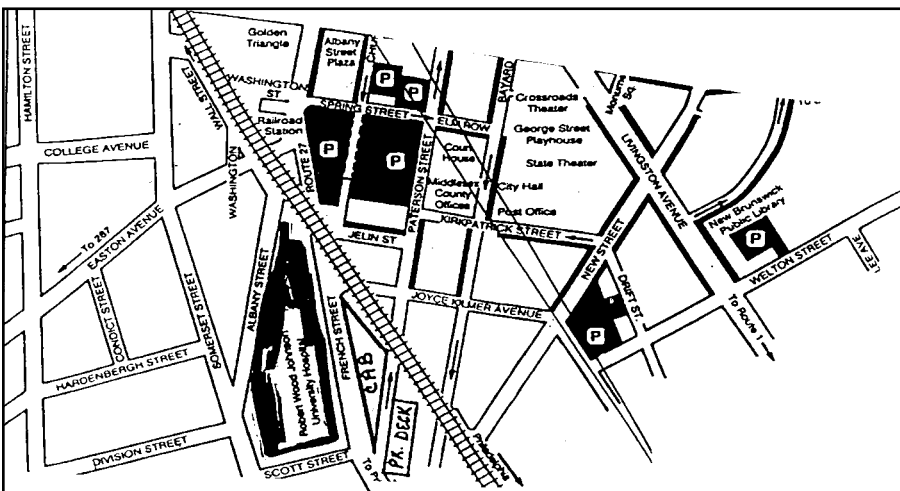 HAMILTON STREET
COLLEGE AVENUE
To 287
EASTON AVENUE
CONDICT STREET
HARDENBERGH STREET
DIVISION STREET
SOMERSET STREET
WALL STREET
WASHINGTON
ALBANY STREET
Robert Wood Johnson
University Hospital
SCOTT STREET
FRENCH STREET
CAB
PK. DECK
Golden
Triangle
WASHINGTON
ST
Railroad
Station
ROUTE 27
Albany
Street
Plaza
SPRING STREET
P
P
P
P
ELM ROW
PATERSON STREET
Court
House
Middlesex
County
Offices
JELIN ST
KIRKPATRICK STREET
JOYCE KILMER AVENUE
BAYARD
Crossroads
Theater
George Street
Playhouse
State Theater
City Hall
Post Office
NEW STREET
DRIFT ST
P
LIVINGSTON AVENUE
Sq.
New Brunswick
Public Library
P
WELTON STREET
LEE AVE
To Route 1
Philadelphia